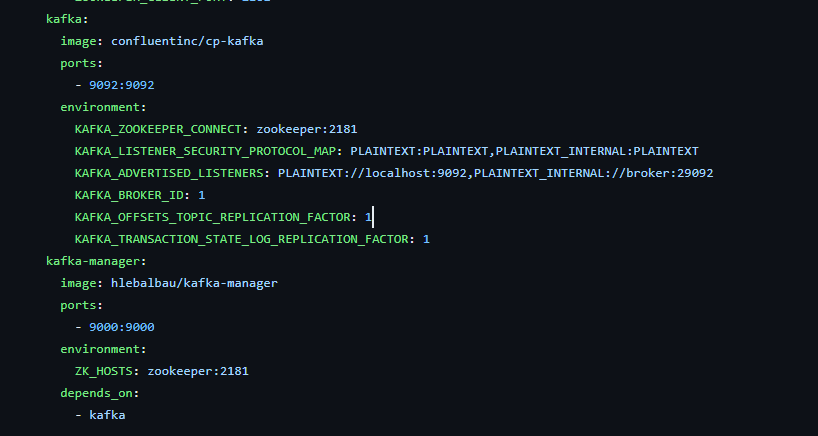 kafka:
image: confluentinc/cp-kafka
ports:
- 9092:9092
environment:
KAFKA_ZOOKEEPER_CONNECT: zookeeper:2181
KAFKA_LISTENER_SECURITY_PROTOCOL_MAP: PLAINTEXT:PLAINTEXT,PLAINTEXT_INTERNAL:PLAINTEXT
KAFKA_ADVERTISED_LISTENERS: PLAINTEXT://localhost:9092,PLAINTEXT_INTERNAL://broker:29092
KAFKA_BROKER_ID: 1
KAFKA_OFFSETS_TOPIC_REPLICATION_FACTOR: 1
KAFKA_TRANSACTION_STATE_LOG_REPLICATION_FACTOR: 1
kafka-manager:
image: hlebalbau/kafka-manager
ports:
- 9000:9000
environment:
ZK_HOSTS: zookeeper:2181
depends_on:
- kafka